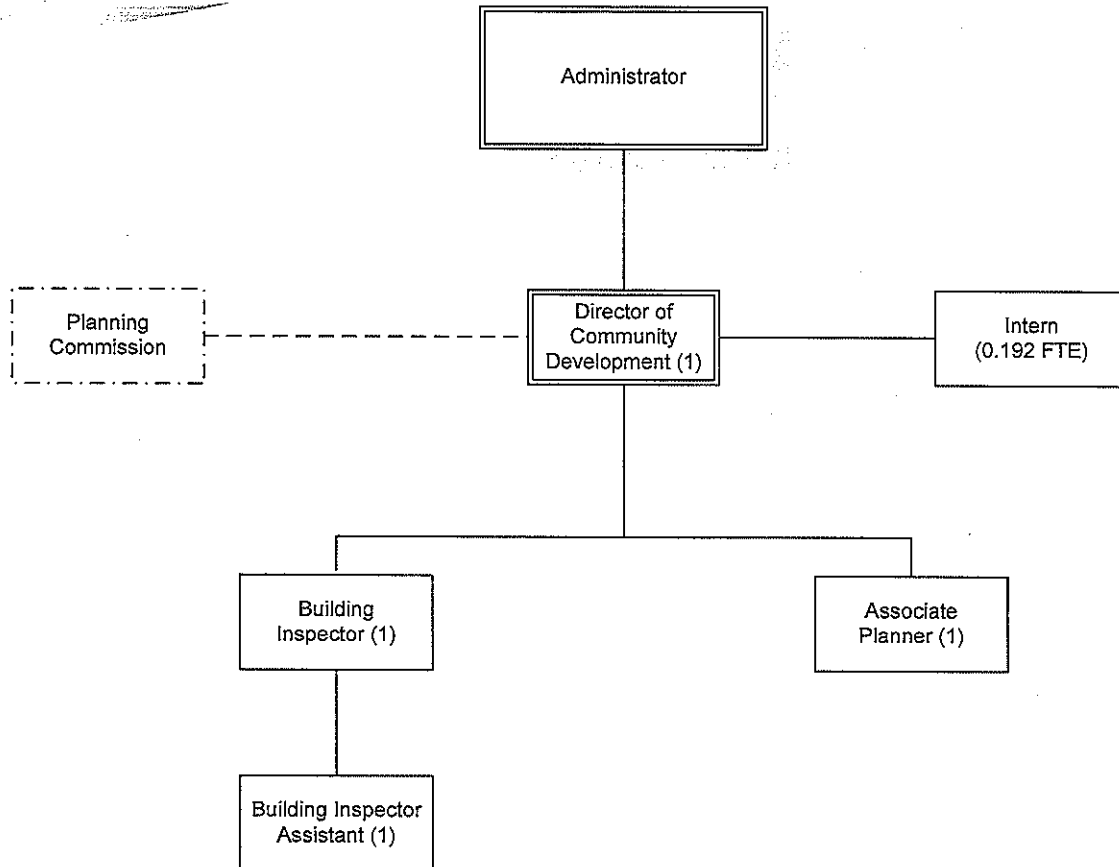 Administrator
Planning
Commission
Director of
Community
Development (1)
Intern
(0.192 FTE)
Building
Inspector (1)
Associate
Planner (1)
Building Inspector
Assistant (1)